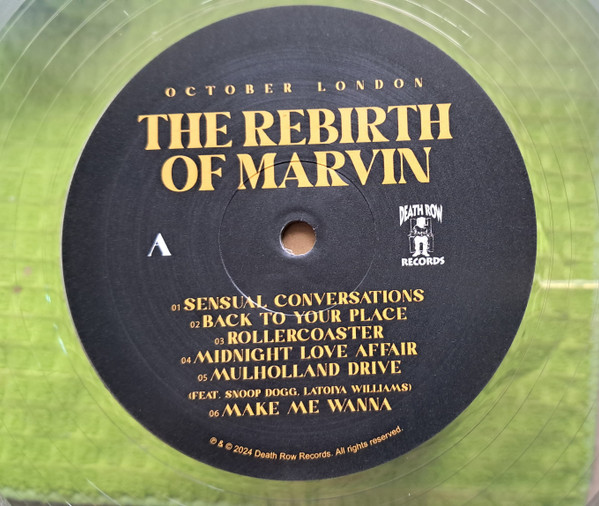 OCTOBER LONDON
THE REBIRTH
OF MARVIN
A
DEATH ROW
RECORDS
01 SENSUAL CONVERSATIONS
02 BACK TO YOUR PLACE
03 ROLLERCOASTER
04 MIDNIGHT LOVE AFFAIR
05 MULHOLLAND DRIVE
(FEAT. SNOOP DOGG, LATOIYA WILLIAMS)
06 MAKE ME WANNA
℗ & © 2024 Death Row Records. All rights reserved.